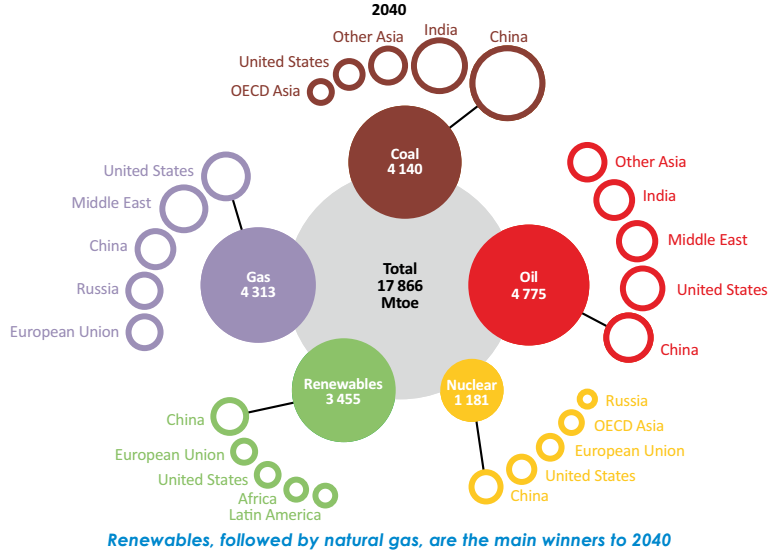 2040
Other Asia
India
China
United States
OECD Asia
Coal
4 140
United States
Middle East
China
Russia
European Union
Gas
4 313
Total
17 866
Mtoe
Oil
4 775
Other Asia
India
Middle East
United States
China
Renewables
3 455
China
European Union
United States
Africa
Latin America
Nuclear
1 181
Russia
OECD Asia
European Union
United States
China
Renewables, followed by natural gas, are the main winners to 2040